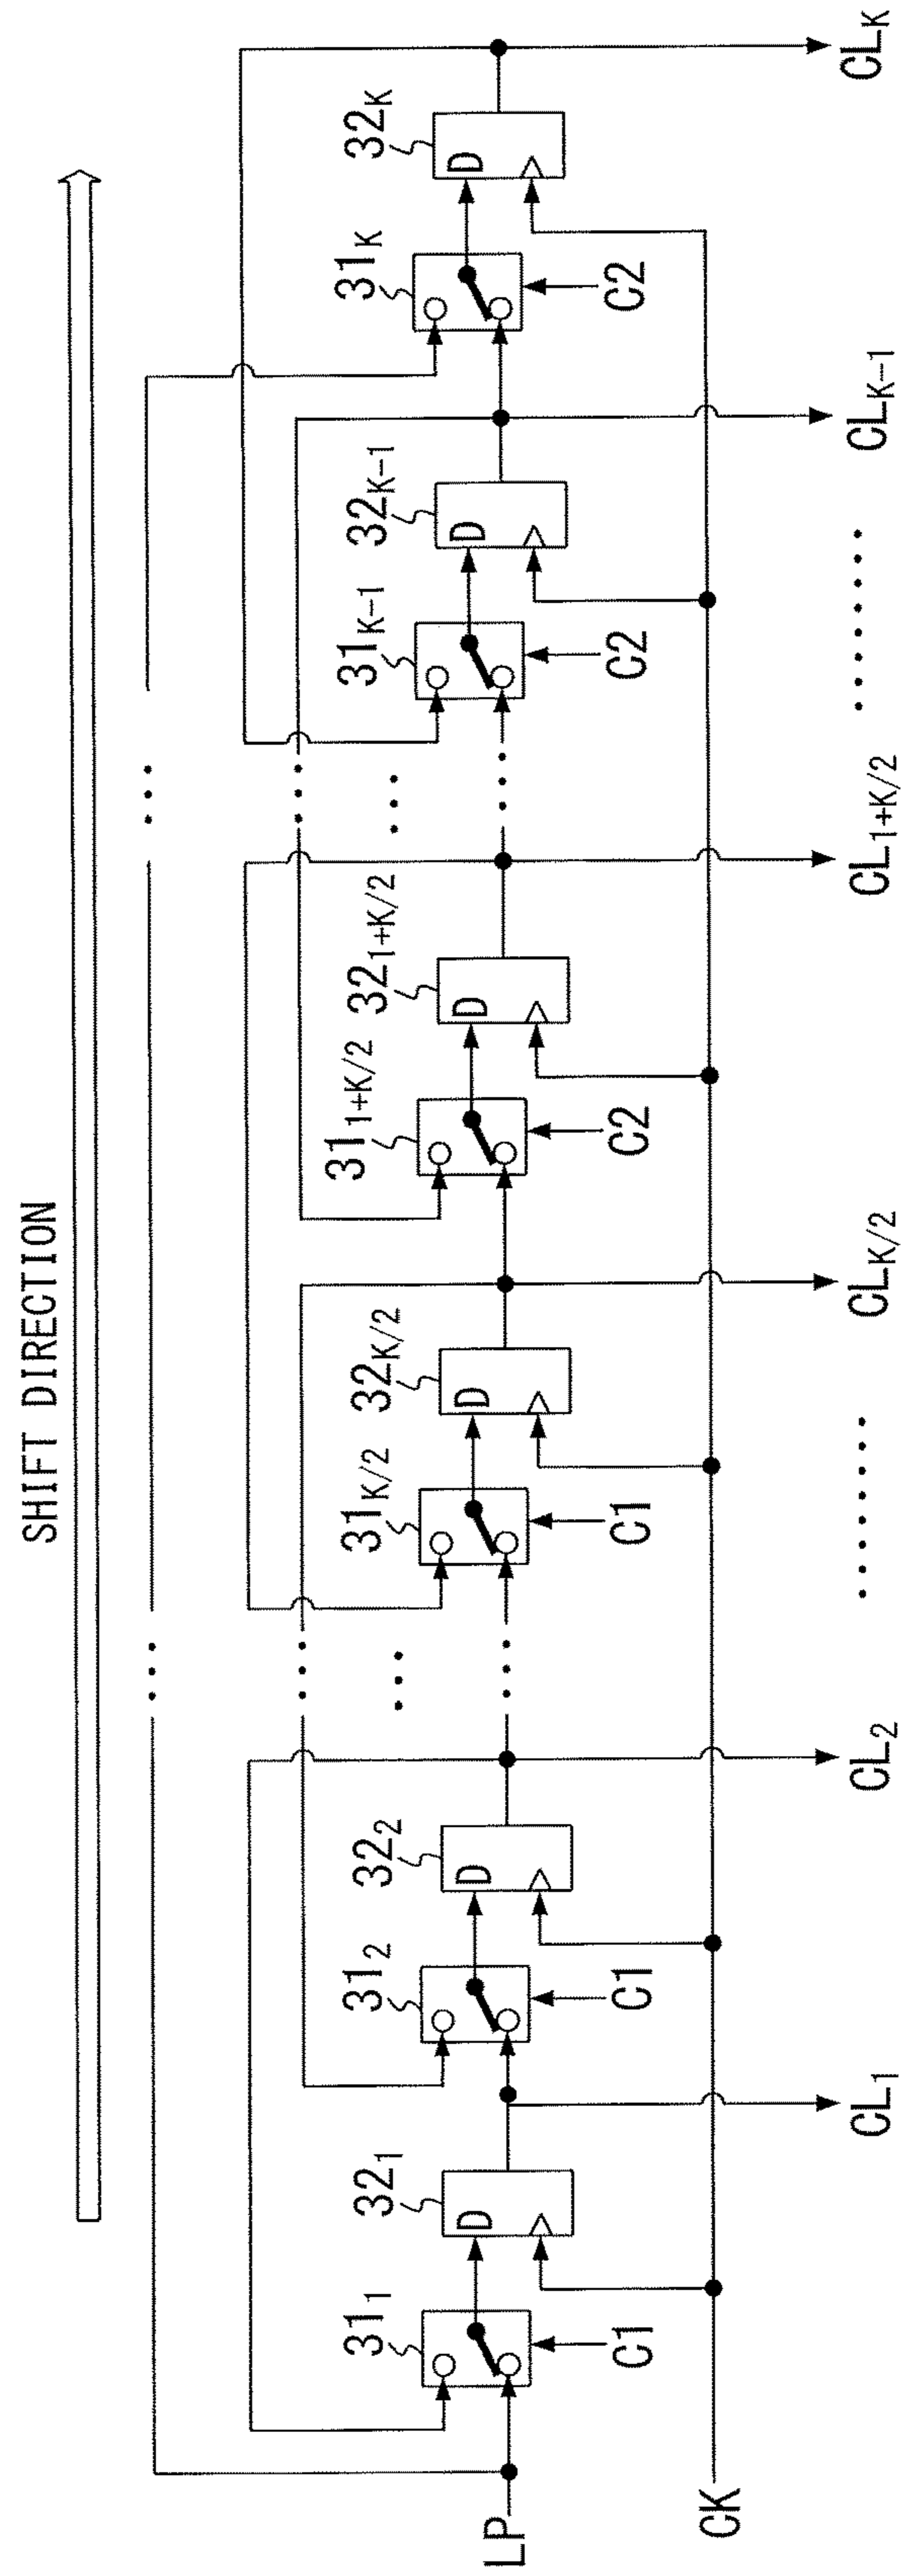 SHIFT DIRECTION
31₁ 32₁ 31₂ 32₂ 31K/2 32K/2 31₁+K/2 32₁+K/2 31K−1 32K−1 31K 32K
D D D D D D
LP
C1 C1 C1 C2 C2 C2
CK
CL₁ CL₂ CLK/2 CL₁+K/2 CLK−1 CLK